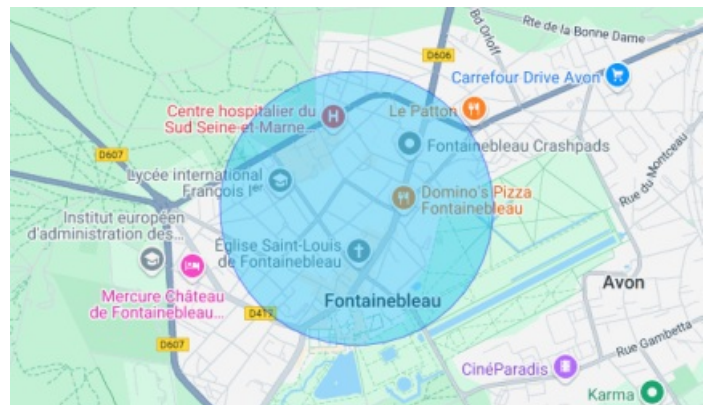 Rte de la Bonne Dame
Bd Orloff
D606
Carrefour Drive Avon
Centre hospitalier du
Sud Seine et Marne...
H
Le Patton
Fontainebleau Crashpads
D607
Lycée international
François Iᵉʳ
Rue du Montceau
Domino's Pizza
Fontainebleau
Institut européen
d'administration des...
Église Saint-Louis
de Fontainebleau
Avon
Mercure Château
de Fontainebleau...
Fontainebleau
D412
D607
Rue Gambetta
CinéParadis
Karma